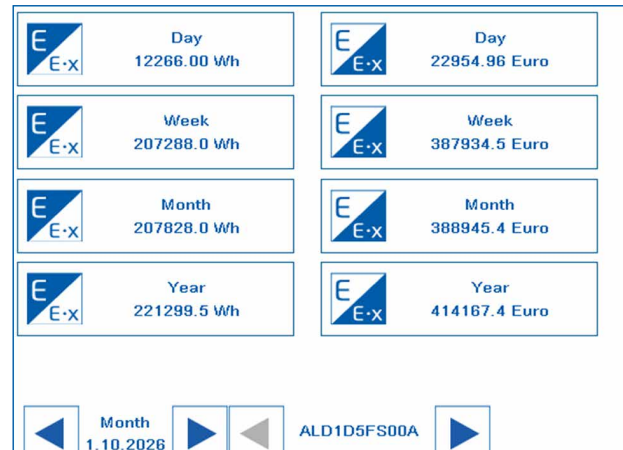 E
E·x
Day
12266.00 Wh
E
E·x
Day
22954.96 Euro
E
E·x
Week
207288.0 Wh
E
E·x
Week
387934.5 Euro
E
E·x
Month
207828.0 Wh
E
E·x
Month
388945.4 Euro
E
E·x
Year
221299.5 Wh
E
E·x
Year
414167.4 Euro
Month
1.10.2026
ALD1D5FS00A